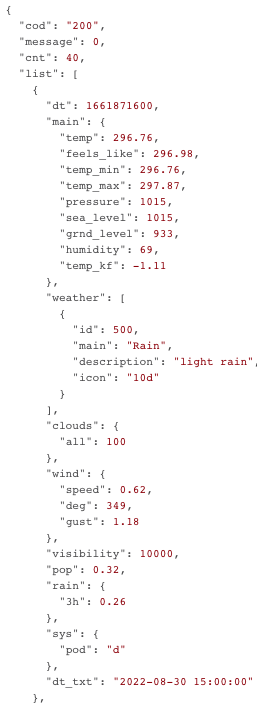 {
  "cod": "200",
  "message": 0,
  "cnt": 40,
  "list": [
    {
      "dt": 1661871600,
      "main": {
        "temp": 296.76,
        "feels_like": 296.98,
        "temp_min": 296.76,
        "temp_max": 297.87,
        "pressure": 1015,
        "sea_level": 1015,
        "grnd_level": 933,
        "humidity": 69,
        "temp_kf": -1.11
      },
      "weather": [
        {
          "id": 500,
          "main": "Rain",
          "description": "light rain",
          "icon": "10d"
        }
      ],
      "clouds": {
        "all": 100
      },
      "wind": {
        "speed": 0.62,
        "deg": 349,
        "gust": 1.18
      },
      "visibility": 10000,
      "pop": 0.32,
      "rain": {
        "3h": 0.26
      },
      "sys": {
        "pod": "d"
      },
      "dt_txt": "2022-08-30 15:00:00"
    },